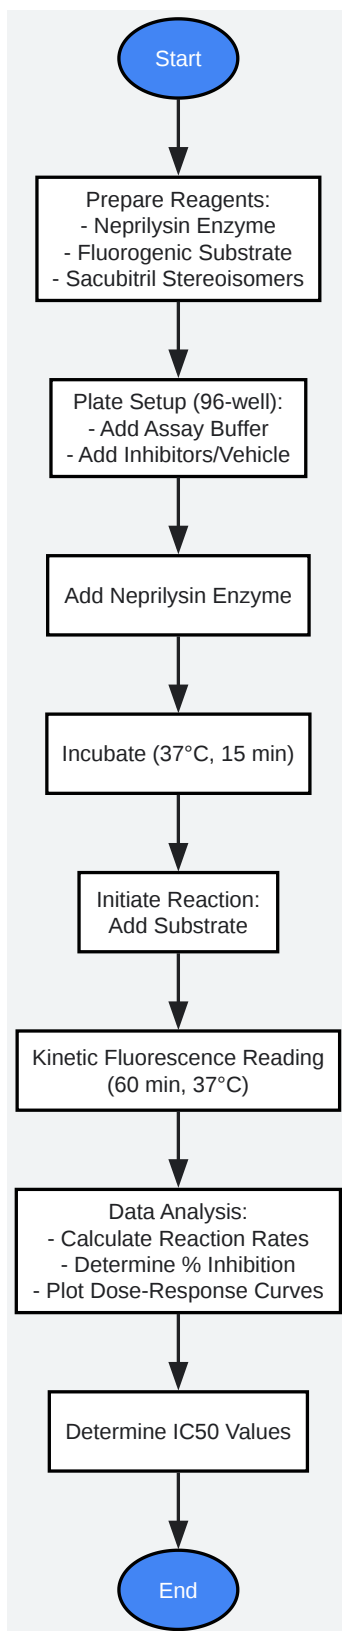 Start
Prepare Reagents:
- Neprilysin Enzyme
- Fluorogenic Substrate
- Sacubitril Stereoisomers
Plate Setup (96-well):
- Add Assay Buffer
- Add Inhibitors/Vehicle
Add Neprilysin Enzyme
Incubate (37°C, 15 min)
Initiate Reaction:
Add Substrate
Kinetic Fluorescence Reading
(60 min, 37°C)
Data Analysis:
- Calculate Reaction Rates
- Determine % Inhibition
- Plot Dose-Response Curves
Determine IC50 Values
End